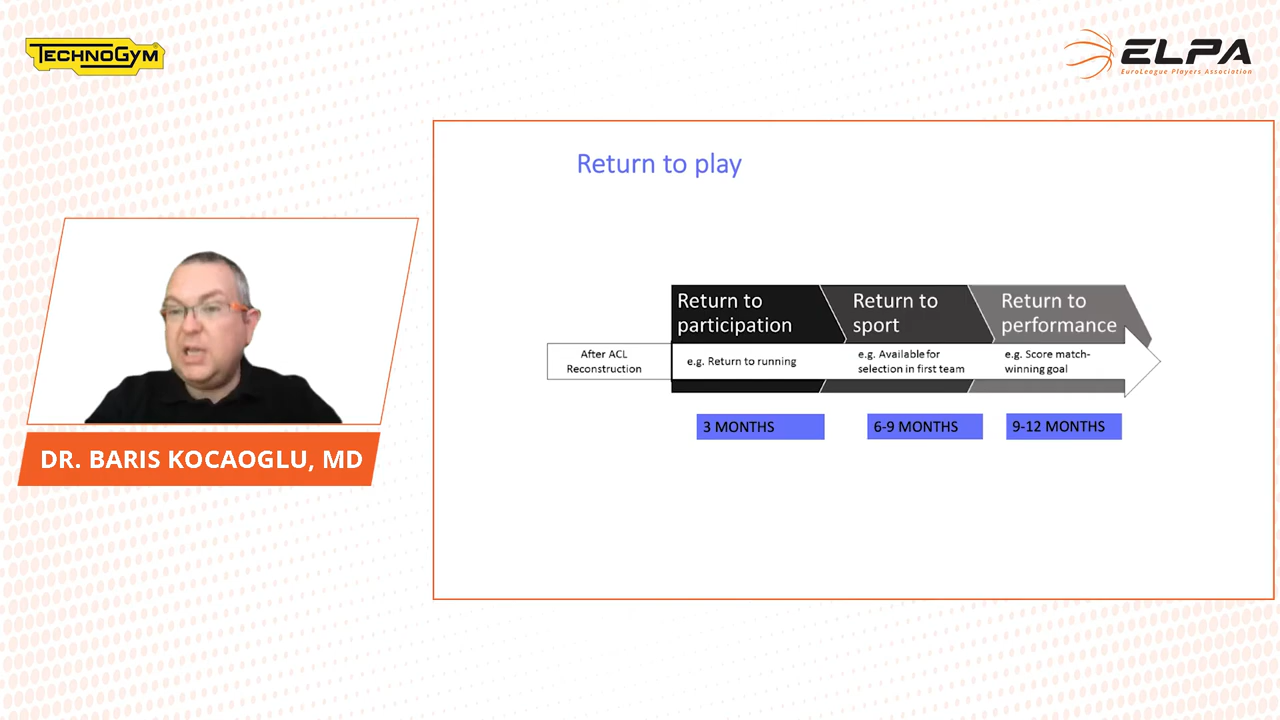 TECHNOGYM
ELPA
EuroLeague Players Association
Return to play
Return to
participation
Return to
sport
Return to
performance
After ACL
Reconstruction
e.g. Return to running
e.g. Available for
selection in first team
e.g. Score match-
winning goal
3 MONTHS
6-9 MONTHS
9-12 MONTHS
DR. BARIS KOCAOGLU, MD